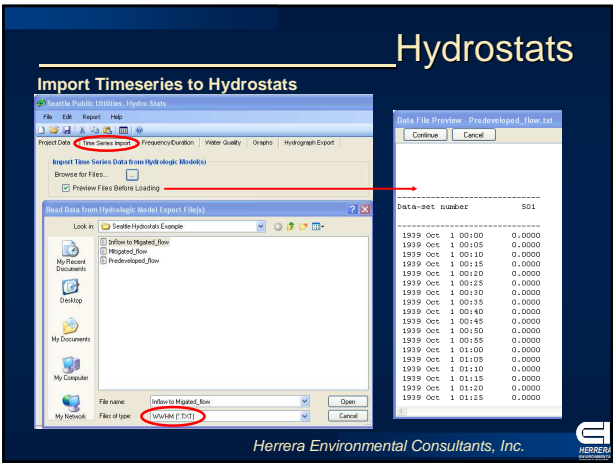 Hydrostats
Import Timeseries to Hydrostats
Seattle Public Utilities, Hydro-Stats
File Edit Report Help
Project Data Time Series Import Frequency/Duration Water Quality Graphs Hydrograph Export
Import Time Series Data from Hydrologic Model(s)
Browse for Files... ...
Preview Files Before Loading
Read Data from Hydrologic Model Export File(s)
Look in: Seattle Hydrostats Example
Inflow to Migated_flow
Mitigated_flow
Predeveloped_flow
My Recent Documents
Desktop
My Documents
My Computer
My Network
File name: Inflow to Migated_flow Open
Files of type: WWHM (*.TXT) Cancel
Data File Preview - Predeveloped_flow.txt
Continue Cancel
Data-set number 501
1939 Oct 1 00:00 0.0000
1939 Oct 1 00:05 0.0000
1939 Oct 1 00:10 0.0000
1939 Oct 1 00:15 0.0000
1939 Oct 1 00:20 0.0000
1939 Oct 1 00:25 0.0000
1939 Oct 1 00:30 0.0000
1939 Oct 1 00:35 0.0000
1939 Oct 1 00:40 0.0000
1939 Oct 1 00:45 0.0000
1939 Oct 1 00:50 0.0000
1939 Oct 1 00:55 0.0000
1939 Oct 1 01:00 0.0000
1939 Oct 1 01:05 0.0000
1939 Oct 1 01:10 0.0000
1939 Oct 1 01:15 0.0000
1939 Oct 1 01:20 0.0000
1939 Oct 1 01:25 0.0000
Herrera Environmental Consultants, Inc.
HERRERA